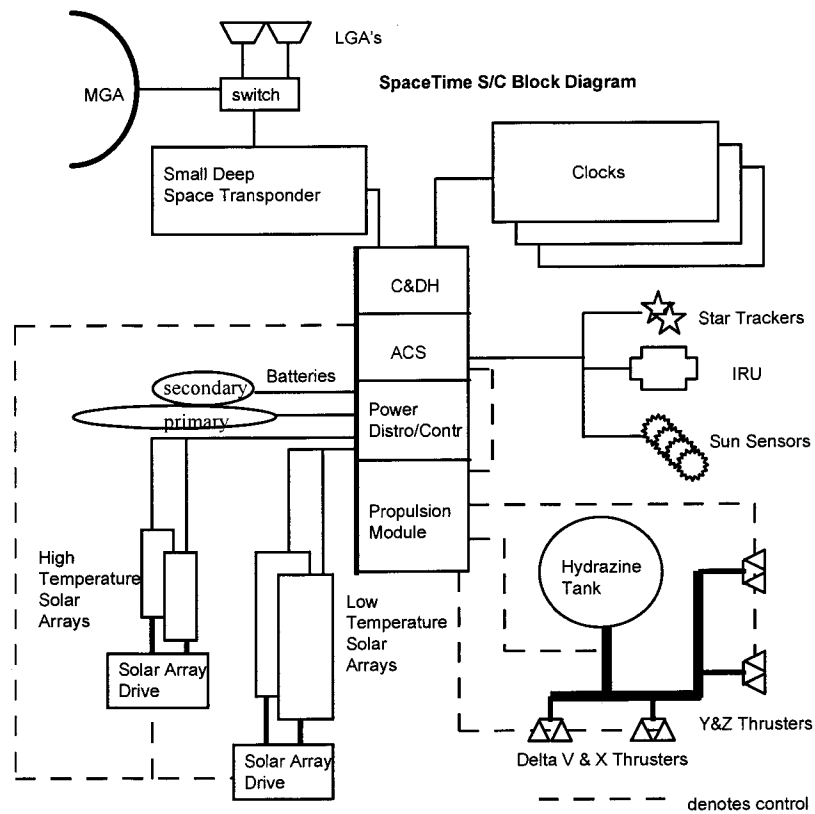 LGA's
SpaceTime S/C Block Diagram
MGA
switch
Small Deep
Space Transponder
Clocks
C&DH
Star Trackers
ACS
IRU
Batteries
secondary
primary
Power
Distro/Contr
Sun Sensors
Propulsion
Module
High
Temperature
Solar
Arrays
Hydrazine
Tank
Low
Temperature
Solar
Arrays
Solar Array
Drive
Y&Z Thrusters
Solar Array
Drive
Delta V & X Thrusters
denotes control